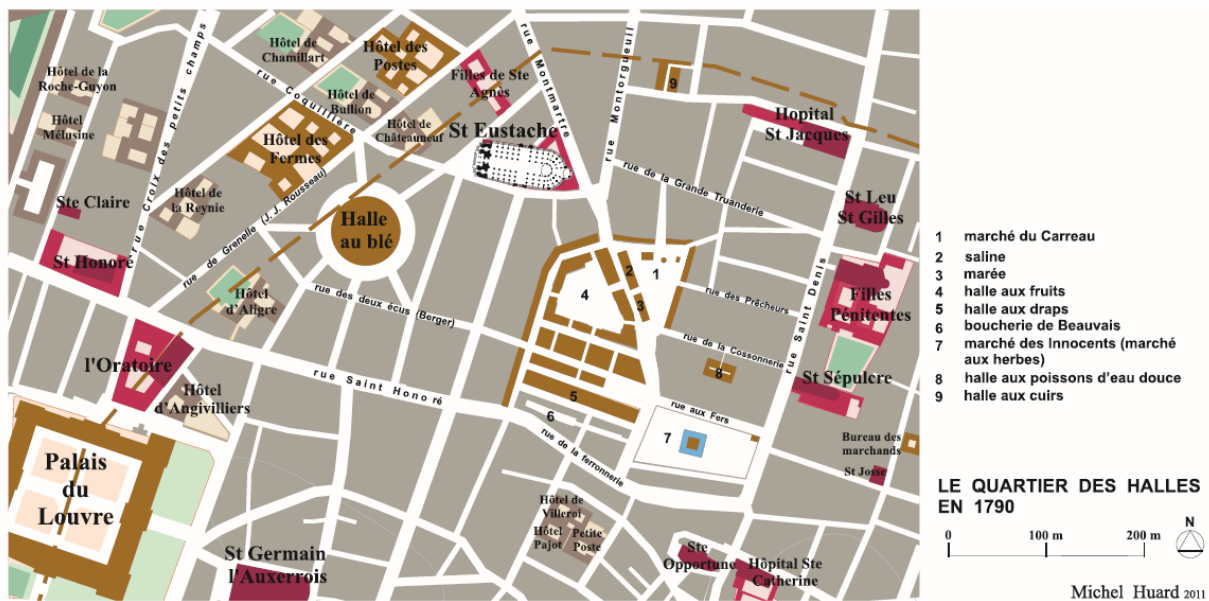 Hôtel de
Chamillart
Hôtel des
Postes
Hôtel de la
Roche-Guyon
Filles de Ste
Agnès
rue Croix des petits champs
rue Coquillière
rue Montmartre
rue Montorgueuil
9
Hôtel de
Bullion
Hôtel
Mélusine
Hôtel des
Fermes
Hôtel de
Châteauneuf
St Eustache
Hopital
St Jacques
rue de la Grande Truanderie
Ste Claire
Hôtel de
la Reynie
rue de Grenelle (J. J. Rousseau)
Halle
au blé
St Leu
St Gilles
St Honoré
Hôtel
d'Aligre
rue des deux écus (Berger)
2
1
4
3
rue des Prêcheurs
rue Saint Denis
Filles
Pénitentes
rue de la Cossonnerie
l'Oratoire
rue Saint Honoré
Hôtel
d'Angivilliers
5
8
St Sépulcre
6
rue aux Fers
7
rue de la ferronnerie
Bureau des
marchands
St Josse
Palais
du
Louvre
Hôtel de
Villeroi
Hôtel
Pajot
Petite
Poste
St Germain
l'Auxerrois
Ste
Opportune
Hôpital Ste
Catherine
1 marché du Carreau
2 saline
3 marée
4 halle aux fruits
5 halle aux draps
6 boucherie de Beauvais
7 marché des Innocents (marché
aux herbes)
8 halle aux poissons d'eau douce
9 halle aux cuirs
LE QUARTIER DES HALLES
EN 1790
N
0 100 m 200 m
Michel Huard 2011